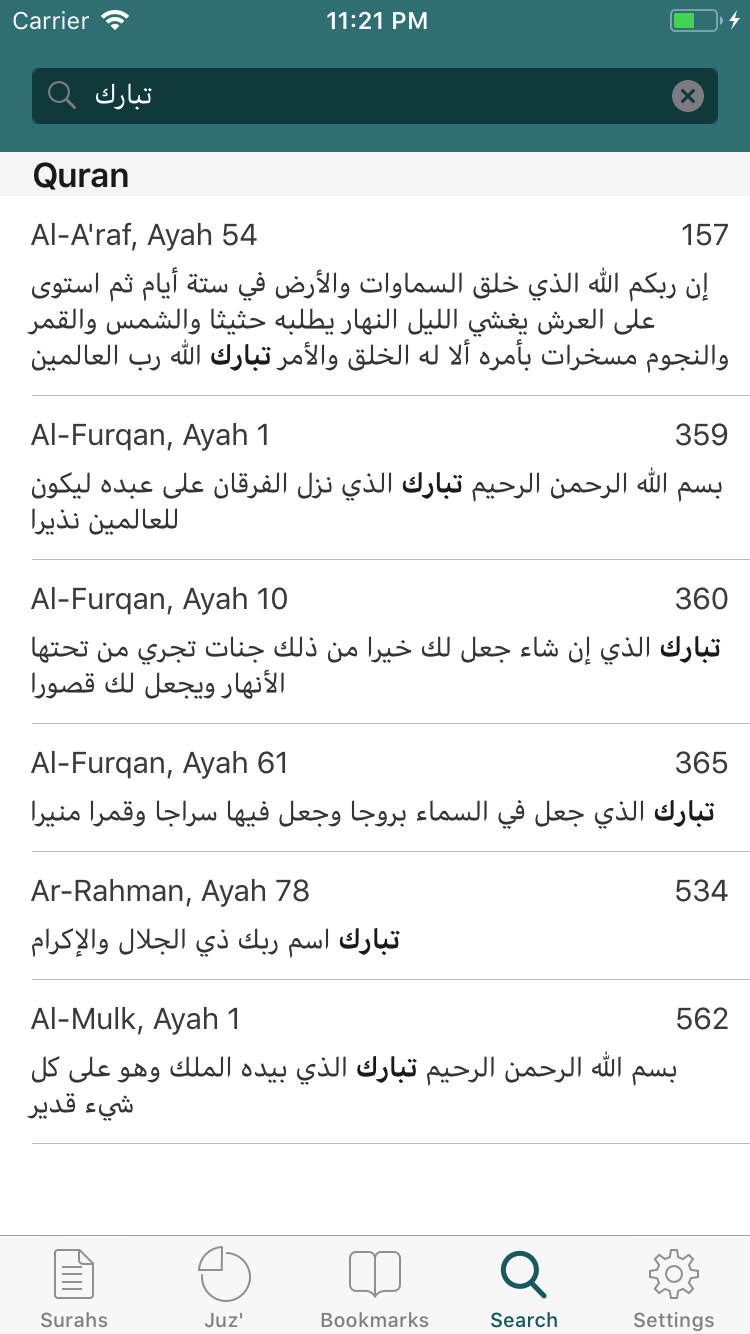 Carrier 11:21 PM
تبارك
Quran
Al-A'raf, Ayah 54 157
إن ربكم الله الذي خلق السماوات والأرض في ستة أيام ثم استوى
على العرش يغشي الليل النهار يطلبه حثيثا والشمس والقمر
والنجوم مسخرات بأمره ألا له الخلق والأمر تبارك الله رب العالمين
Al-Furqan, Ayah 1 359
بسم الله الرحمن الرحيم تبارك الذي نزل الفرقان على عبده ليكون
للعالمين نذيرا
Al-Furqan, Ayah 10 360
تبارك الذي إن شاء جعل لك خيرا من ذلك جنات تجري من تحتها
الأنهار ويجعل لك قصورا
Al-Furqan, Ayah 61 365
تبارك الذي جعل في السماء بروجا وجعل فيها سراجا وقمرا منيرا
Ar-Rahman, Ayah 78 534
تبارك اسم ربك ذي الجلال والإكرام
Al-Mulk, Ayah 1 562
بسم الله الرحمن الرحيم تبارك الذي بيده الملك وهو على كل
شيء قدير
Surahs Juz' Bookmarks Search Settings